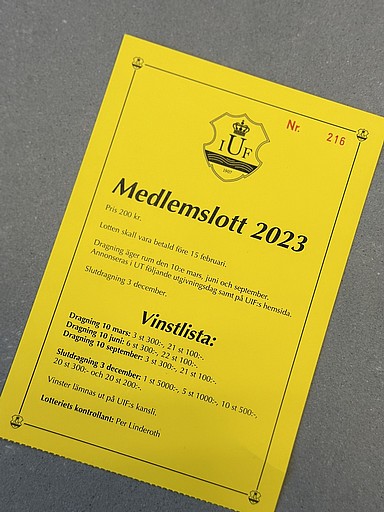 Nr. 216
IUF
1907
Medlemslott 2023
Pris 200 kr.
Lotten skall vara betald före 15 februari.
Dragning äger rum den 10:e mars, juni och september.
Annonseras i UT följande utgivningsdag samt på UIF:s hemsida.
Slutdragning 3 december.
Vinstlista:
Dragning 10 mars: 3 st 300:-, 21 st 100:-.
Dragning 10 juni: 6 st 300:-, 22 st 100:-.
Dragning 10 september: 3 st 300:-, 21 st 100:-.
Slutdragning 3 december: 1 st 5000:-, 5 st 1000:-, 10 st 500:-,
20 st 300:- och 20 st 200:-.
Vinster lämnas ut på UIF:s kansli.
Lotteriets kontrollant: Per Linderoth